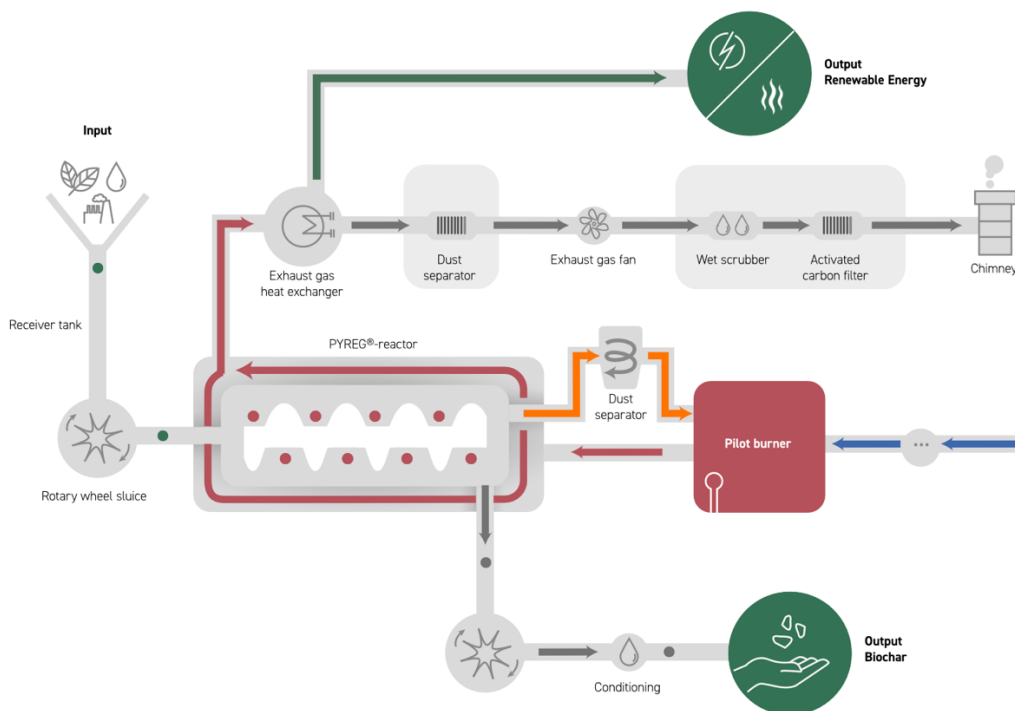 Output
Renewable Energy
Input
Exhaust gas
heat exchanger
Dust
separator
Exhaust gas fan
Wet scrubber
Activated
carbon filter
Chimney
Receiver tank
PYREG®-reactor
Dust
separator
Pilot burner
Rotary wheel sluice
Output
Biochar
Conditioning